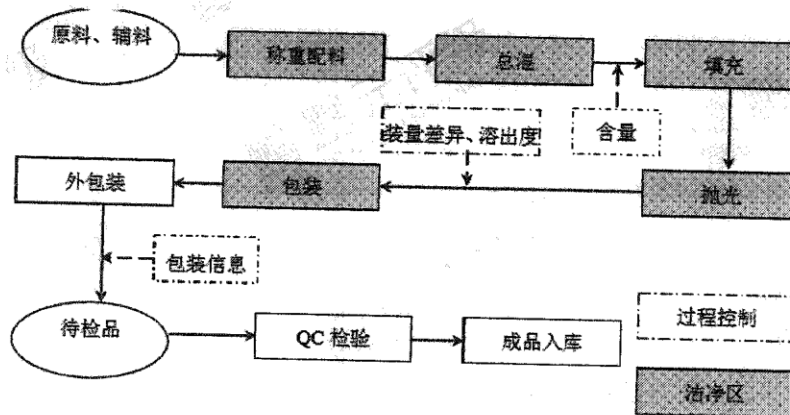 原料、辅料
称重配料
总混
填充
装量差异、溶出度
含量
外包装
包装
抛光
包装信息
待检品
QC 检验
成品入库
过程控制
洁净区